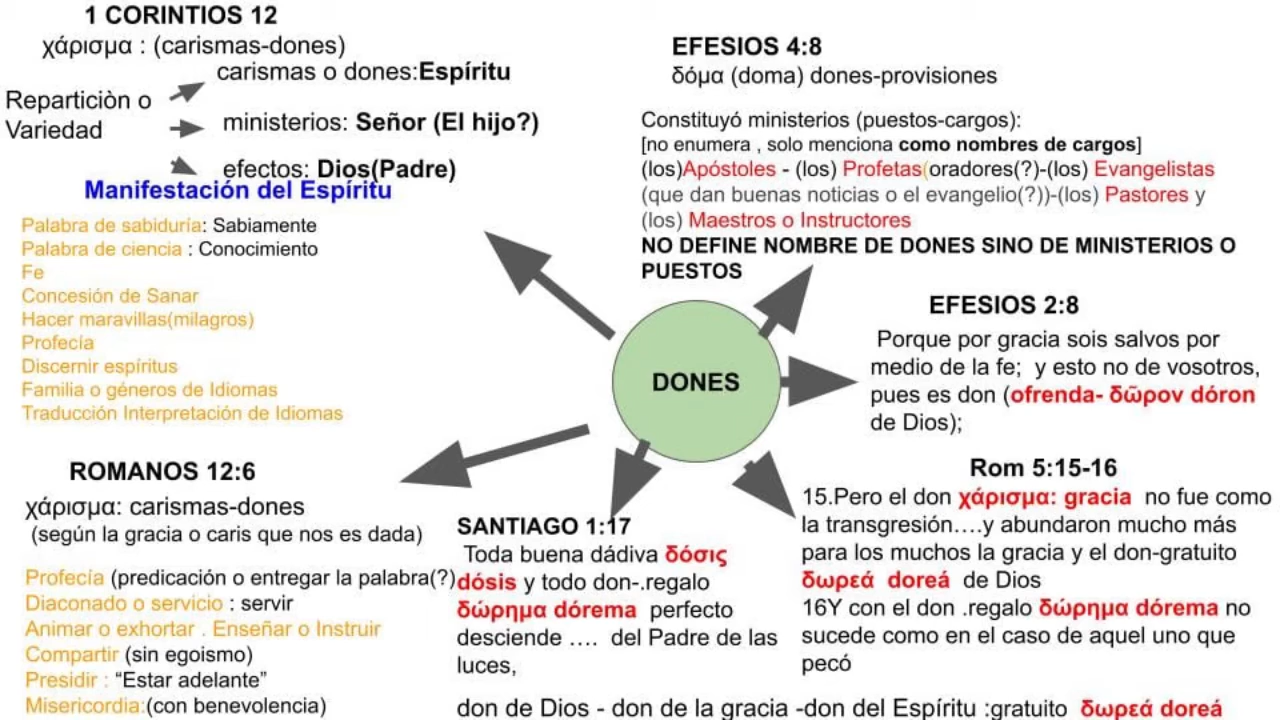 1 CORINTIOS 12
χάρισμα : (carismas-dones)
carismas o dones:Espíritu
Repartición o
Variedad
ministerios: Señor (El hijo?)
efectos: Dios(Padre)
Manifestación del Espíritu
Palabra de sabiduría: Sabiamente
Palabra de ciencia : Conocimiento
Fe
Concesión de Sanar
Hacer maravillas(milagros)
Profecía
Discernir espíritus
Familia o géneros de Idiomas
Traducción Interpretación de Idiomas
EFESIOS 4:8
δόμα (doma) dones-provisiones
Constituyó ministerios (puestos-cargos):
[no enumera , solo menciona como nombres de cargos]
(los)Apóstoles - (los) Profetas(oradores(?)-(los) Evangelistas
(que dan buenas noticias o el evangelio(?))-(los) Pastores y
(los) Maestros o Instructores
NO DEFINE NOMBRE DE DONES SINO DE MINISTERIOS O
PUESTOS
DONES
EFESIOS 2:8
Porque por gracia sois salvos por
medio de la fe;  y esto no de vosotros,
pues es don (ofrenda- δῶρον dóron
de Dios);
ROMANOS 12:6
χάρισμα: carismas-dones
(según la gracia o caris que nos es dada)
Profecía (predicación o entregar la palabra(?)
Diaconado o servicio : servir
Animar o exhortar . Enseñar o Instruir
Compartir (sin egoismo)
Presidir : “Estar adelante”
Misericordia:(con benevolencia)
SANTIAGO 1:17
Toda buena dádiva δόσις
dósis y todo don-.regalo
δώρημα dórema  perfecto
desciende ....  del Padre de las
luces,
Rom 5:15-16
15.Pero el don χάρισμα: gracia  no fue como
la transgresión….y abundaron mucho más
para los muchos la gracia y el don-gratuito
δωρεά  doreá  de Dios
16Y con el don .regalo δώρημα dórema no
sucede como en el caso de aquel uno que
pecó
don de Dios - don de la gracia -don del Espíritu :gratuito  δωρεά doreá